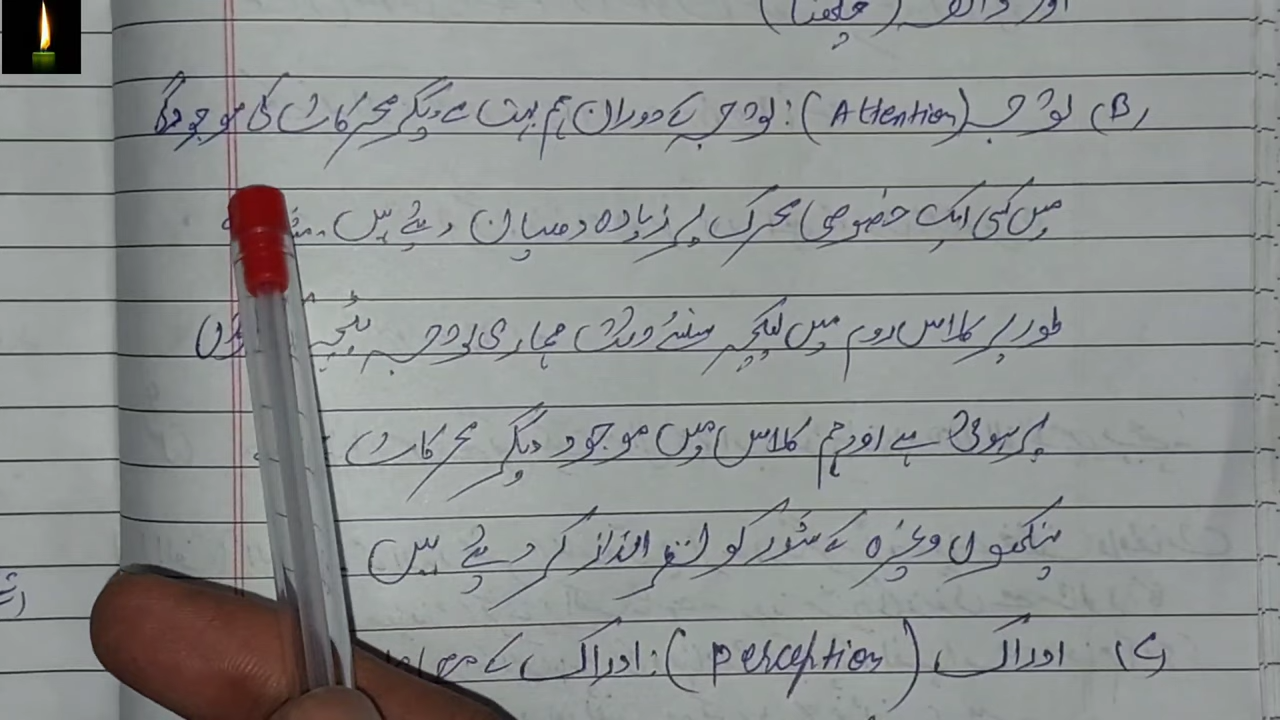 اور ذائقہ (چکھنا)
(B) توجہ (Attention): توجہ کے دوران ہم بہت سے دیگر محرکات کی موجودگی
میں کسی ایک خصوصی محرک پر زیادہ دھیان دیتے ہیں۔
طور پر کلاس روم میں لیکچر سنتے وقت ہماری توجہ ٹیچر
پر ہوتی ہے اور ہم کلاس میں موجود دیگر محرکات
پنکھوں وغیرہ کے شور کو نظر انداز کر دیتے ہیں
(C) ادراک (perception): ادراک کے